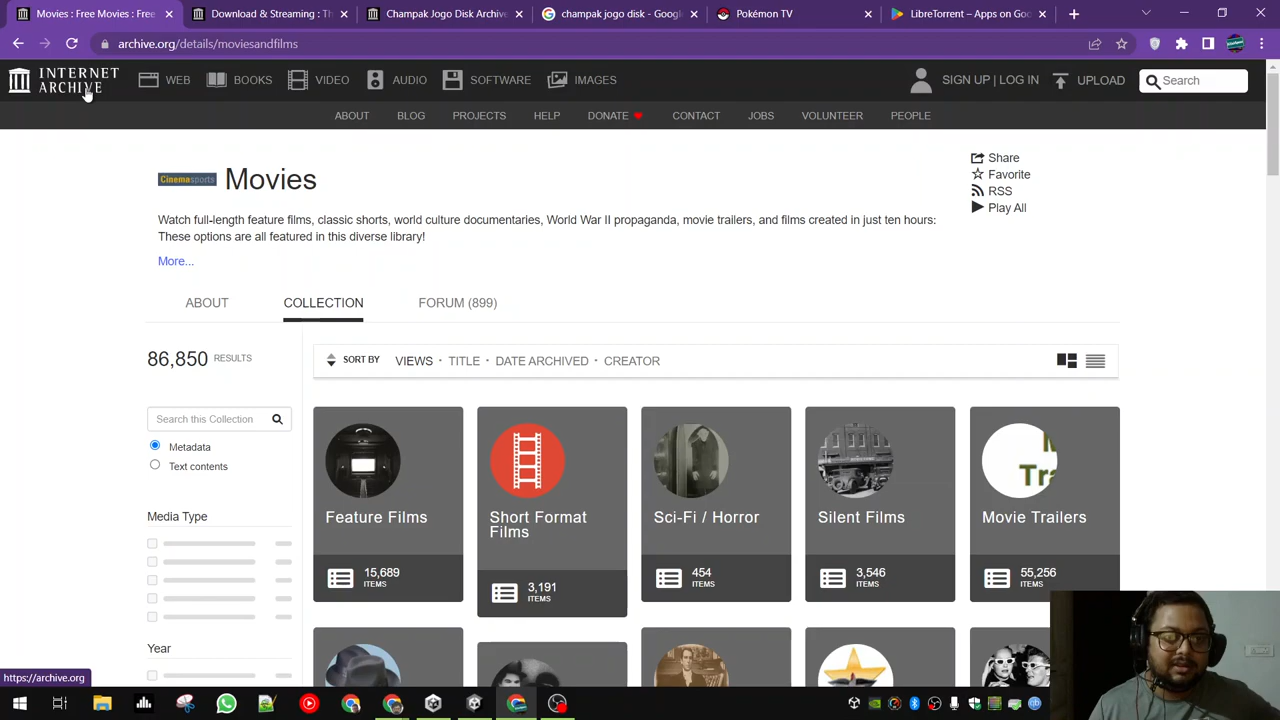 Movies : Free Movies : Free
Download & Streaming : Th
Champak Jogo Disk Archive
champak jogo disk - Google
Pokémon TV
LibreTorrent – Apps on Goo
archive.org/details/moviesandfilms
INTERNET
ARCHIVE
WEB
BOOKS
VIDEO
AUDIO
SOFTWARE
IMAGES
SIGN UP | LOG IN
UPLOAD
Search
ABOUT
BLOG
PROJECTS
HELP
DONATE
CONTACT
JOBS
VOLUNTEER
PEOPLE
Cinemasports
Movies
Share
Favorite
RSS
Play All
Watch full-length feature films, classic shorts, world culture documentaries, World War II propaganda, movie trailers, and films created in just ten hours:
These options are all featured in this diverse library!
More...
ABOUT
COLLECTION
FORUM (899)
86,850 RESULTS
SORT BY
VIEWS · TITLE · DATE ARCHIVED · CREATOR
Search this Collection
Metadata
Text contents
Media Type
Year
Feature Films
15,689
ITEMS
Short Format
Films
3,191
ITEMS
Sci-Fi / Horror
454
ITEMS
Silent Films
3,546
ITEMS
Movie Trailers
55,256
ITEMS
https://archive.org